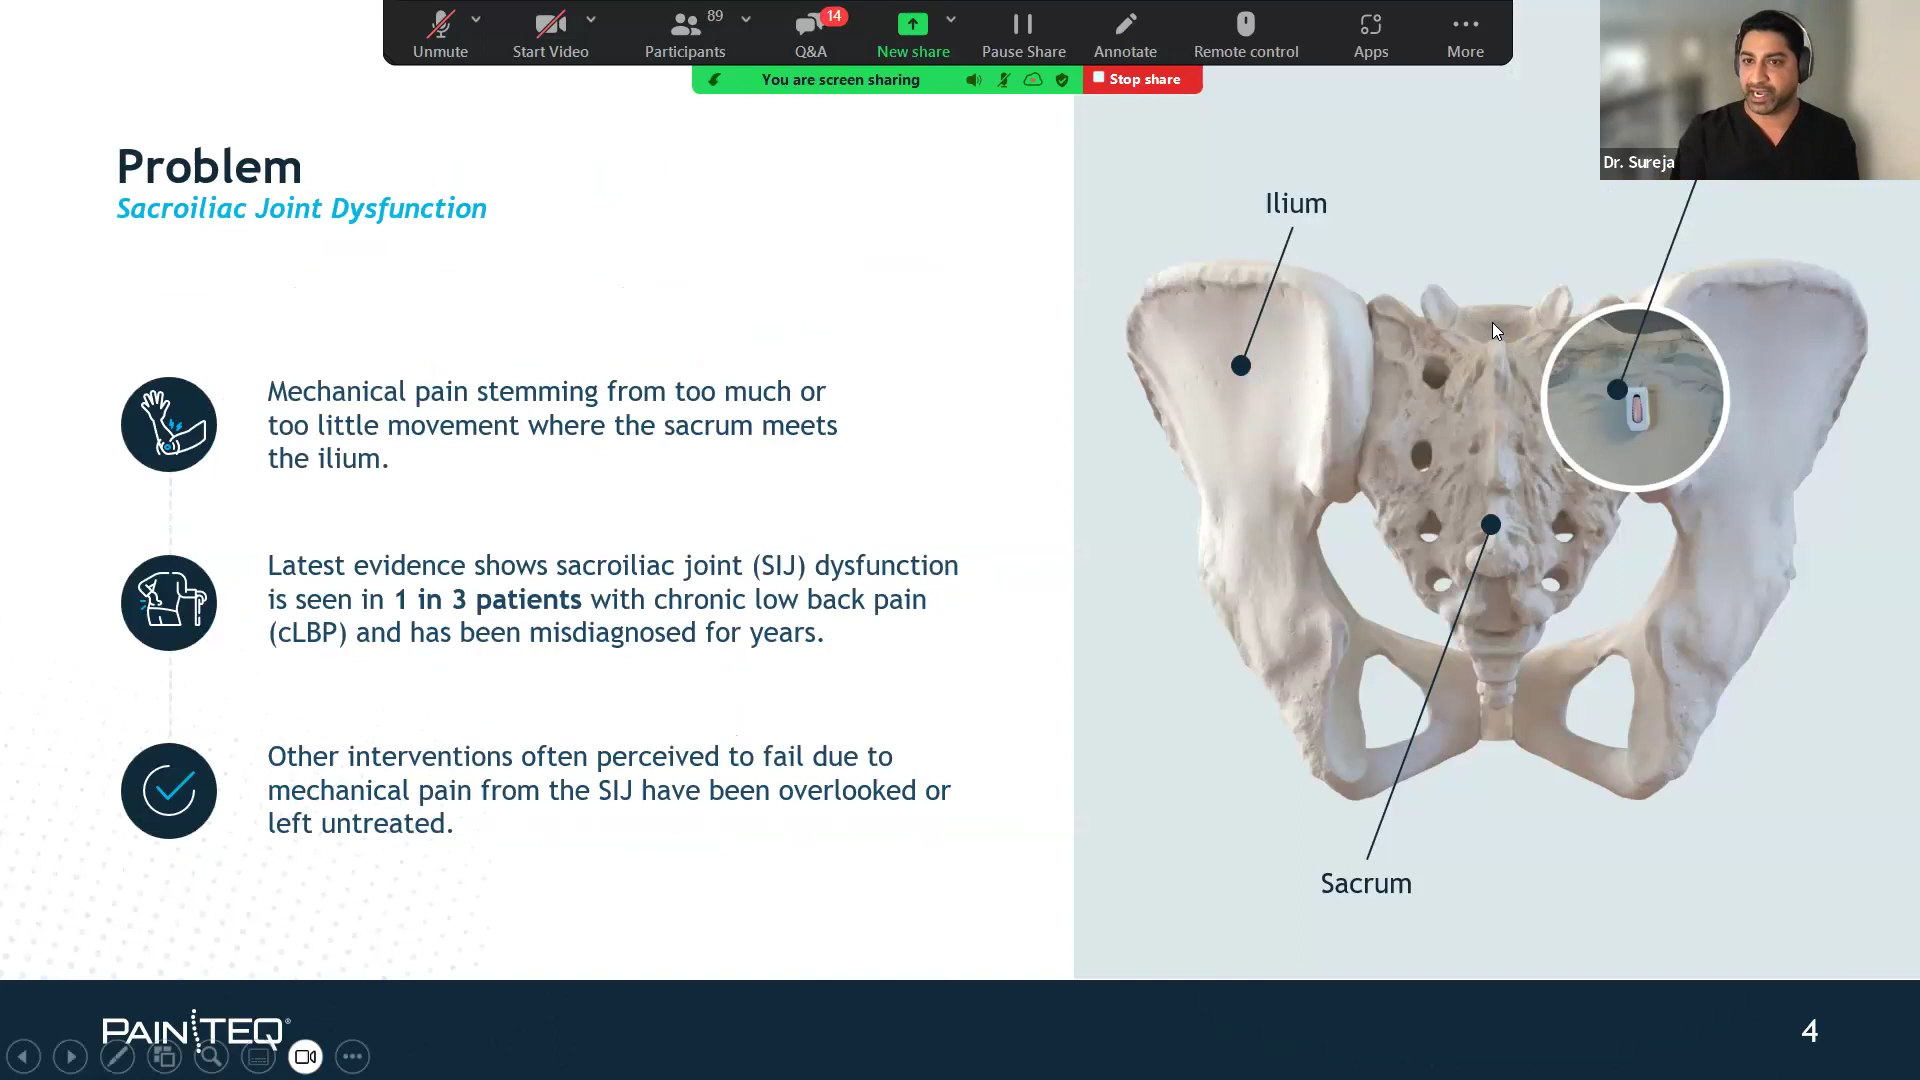 Unmute
Start Video
89
Participants
14
Q&A
New share
Pause Share
Annotate
Remote control
Apps
More
You are screen sharing
Stop share
Dr. Sureja
Problem
Sacroiliac Joint Dysfunction
Mechanical pain stemming from too much or
too little movement where the sacrum meets
the ilium.
Latest evidence shows sacroiliac joint (SIJ) dysfunction
is seen in 1 in 3 patients with chronic low back pain
(cLBP) and has been misdiagnosed for years.
Other interventions often perceived to fail due to
mechanical pain from the SIJ have been overlooked or
left untreated.
Ilium
Sacrum
PAINTEQ®
4